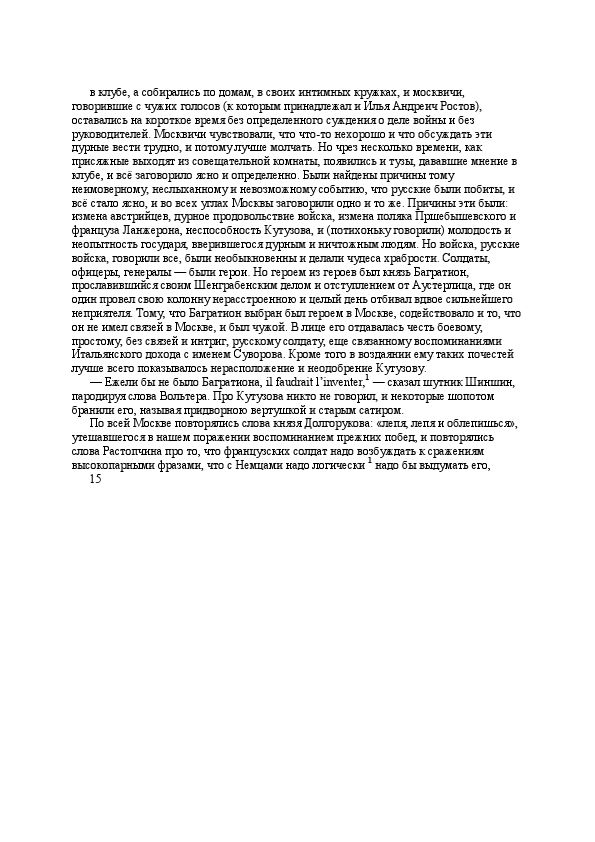 в клубе, а собирались по домам, в своих интимных кружках, и москвичи,
говорившие с чужих голосов (к которым принадлежал и Илья Андреич Ростов),
оставались на короткое время без определенного суждения о деле войны и без
руководителей. Москвичи чувствовали, что что-то нехорошо и что обсуждать эти
дурные вести трудно, и потому лучше молчать. Но чрез несколько времени, как
присяжные выходят из совещательной комнаты, появились и тузы, дававшие мнение в
клубе, и всё заговорило ясно и определенно. Были найдены причины тому
неимоверному, неслыханному и невозможному событию, что русские были побиты, и
всё стало ясно, и во всех углах Москвы заговорили одно и то же. Причины эти были:
измена австрийцев, дурное продовольствие войска, измена поляка Пршебышевского и
француза Ланжерона, неспособность Кутузова, и (потихоньку говорили) молодость и
неопытность государя, вверившегося дурным и ничтожным людям. Но войска, русские
войска, говорили все, были необыкновенны и делали чудеса храбрости. Солдаты,
офицеры, генералы — были герои. Но героем из героев был князь Багратион,
прославившийся своим Шенграбенским делом и отступлением от Аустерлица, где он
один провел свою колонну нерасстроенною и целый день отбивал вдвое сильнейшего
неприятеля. Тому, что Багратион выбран был героем в Москве, содействовало и то, что
он не имел связей в Москве, и был чужой. В лице его отдавалась честь боевому,
простому, без связей и интриг, русскому солдату, еще связанному воспоминаниями
Итальянского дохода с именем Суворова. Кроме того в воздаянии ему таких почестей
лучше всего показывалось нерасположение и неодобрение Кутузову.
— Ежели бы не было Багратиона, il faudrait l’inventer,1 — сказал шутник Шиншин,
пародируя слова Вольтера. Про Кутузова никто не говорил, и некоторые шопотом
бранили его, называя придворною вертушкой и старым сатиром.
По всей Москве повторялись слова князя Долгорукова: «лепя, лепя и облепишься»,
утешавшегося в нашем поражении воспоминанием прежних побед, и повторялись
слова Растопчина про то, что французских солдат надо возбуждать к сражениям
высокопарными фразами, что с Немцами надо логически 1 надо бы выдумать его,
15